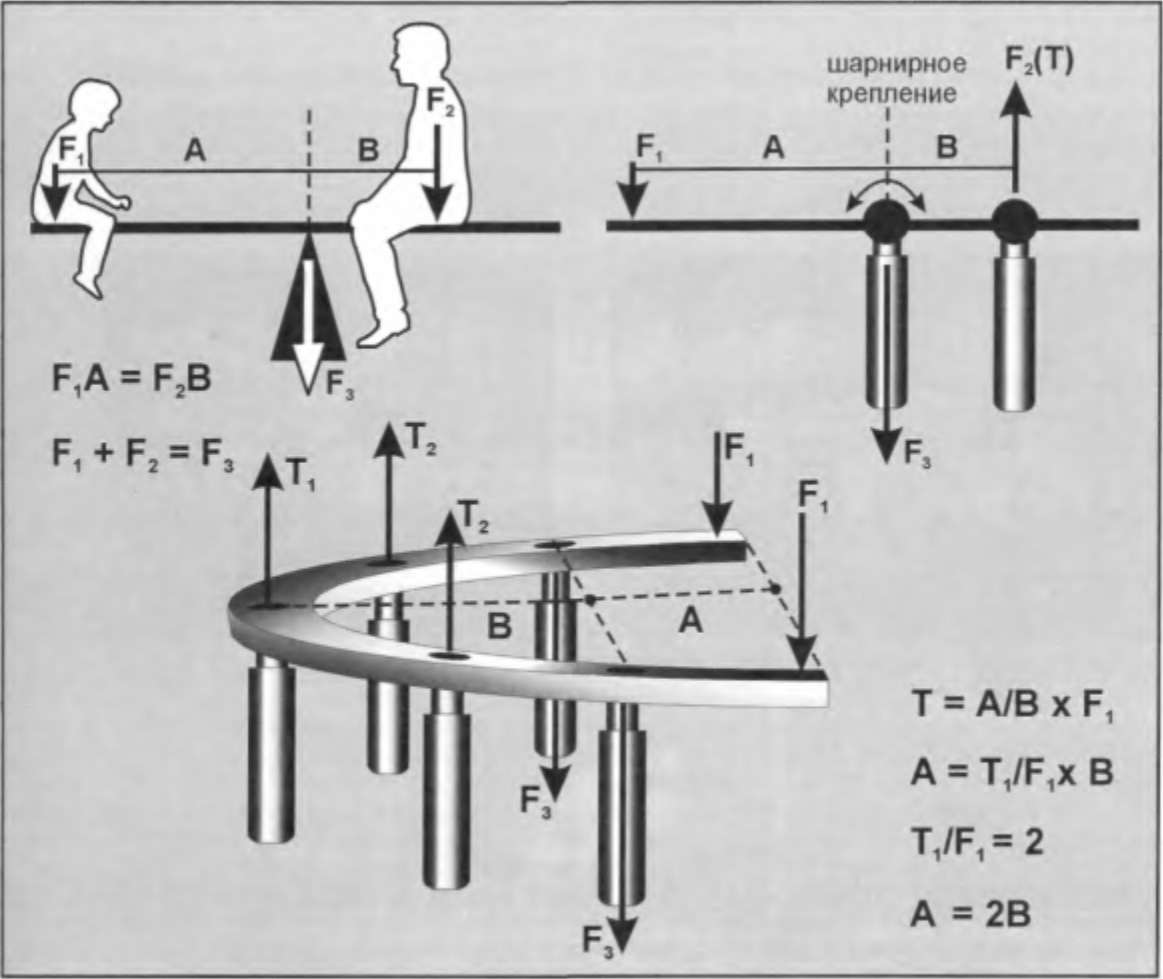 F₁
A
B
F₂
F₃
F₁A = F₂B
F₁ + F₂ = F₃
шарнирное
крепление
F₂(T)
F₁
A
B
F₃
T₁
T₂
T₂
F₁
F₁
B
A
F₃
F₃
T = A/B x F₁
A = T₁/F₁x B
T₁/F₁ = 2
A = 2B